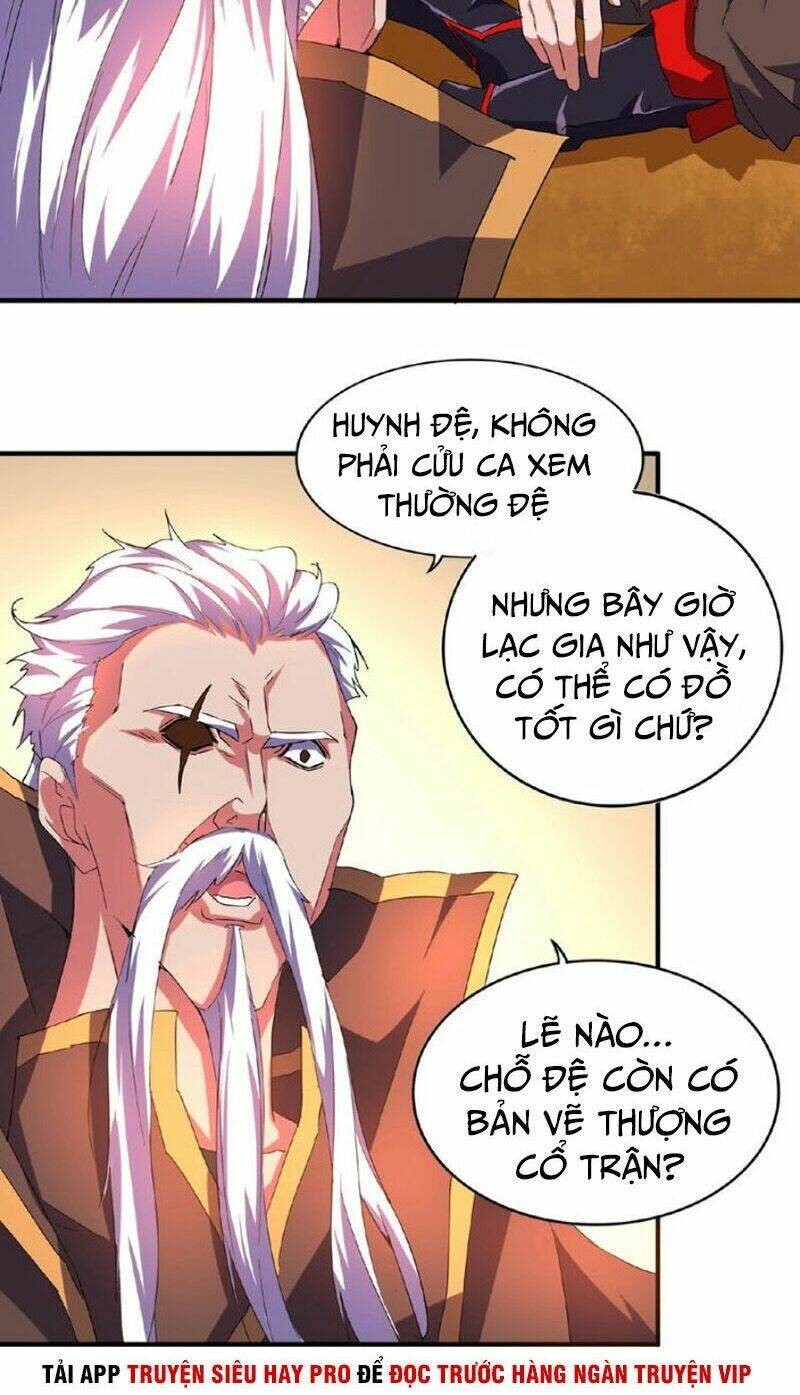 HUYNH ĐỆ, KHÔNG
PHẢI CỬU CA XEM
THƯỜNG ĐỆ
NHƯNG BÂY GIỜ
LẠC GIA NHƯ VẬY,
CÓ THỂ CÓ ĐỒ
TỐT GÌ CHỨ?
LẼ NÀO...
CHỖ ĐỆ CÒN CÓ
BẢN VẼ THƯỢNG
CỔ TRẬN?
TẢI APP TRUYỆN SIÊU HAY PRO ĐỂ ĐỌC TRƯỚC HÀNG NGÀN TRUYỆN VIP